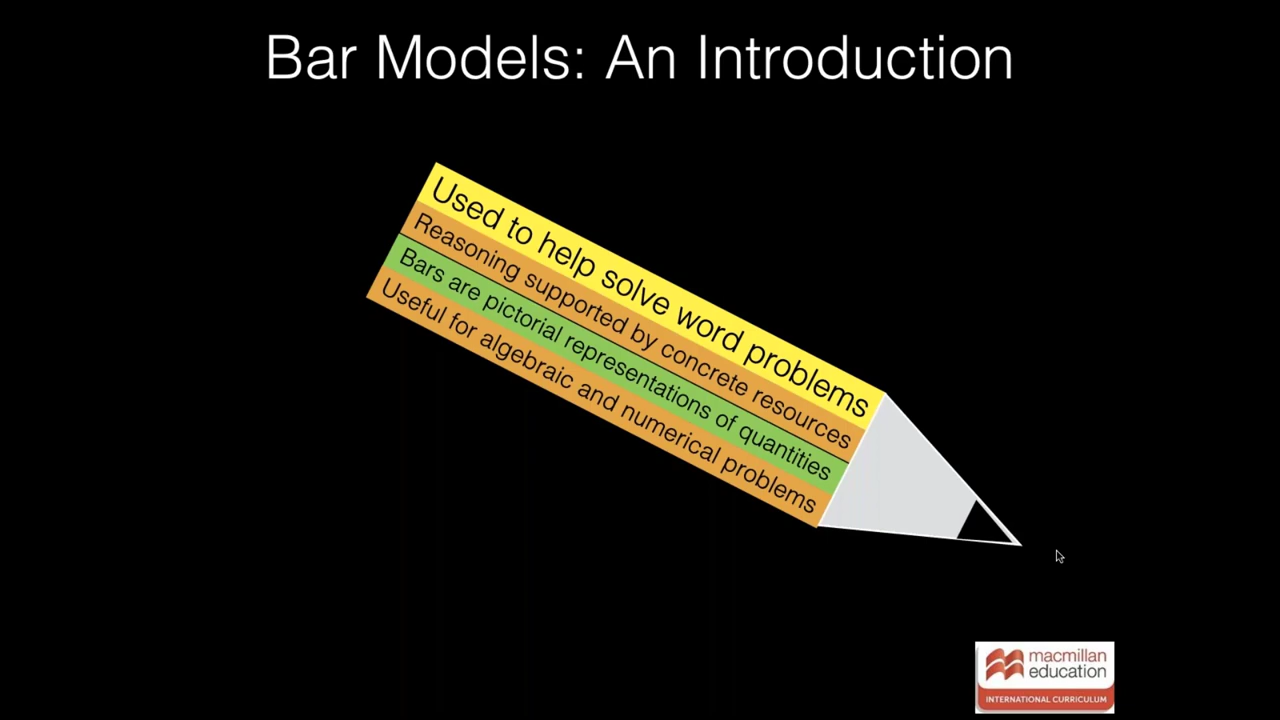 Bar Models: An Introduction
Used to help solve word problems
Reasoning supported by concrete resources
Bars are pictorial representations of quantities
Useful for algebraic and numerical problems
macmillan
education
INTERNATIONAL CURRICULUM